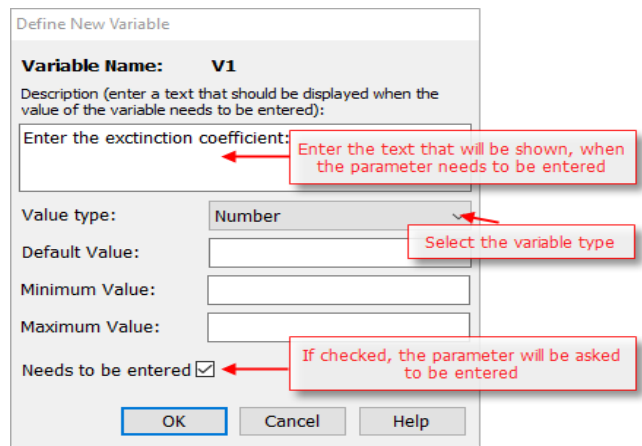 Define New Variable
Variable Name: V1
Description (enter a text that should be displayed when the
value of the variable needs to be entered):
Enter the exctinction coefficient:
Enter the text that will be shown, when
the parameter needs to be entered
Value type: Number
Select the variable type
Default Value:
Minimum Value:
Maximum Value:
If checked, the parameter will be asked
to be entered
Needs to be entered
OK Cancel Help